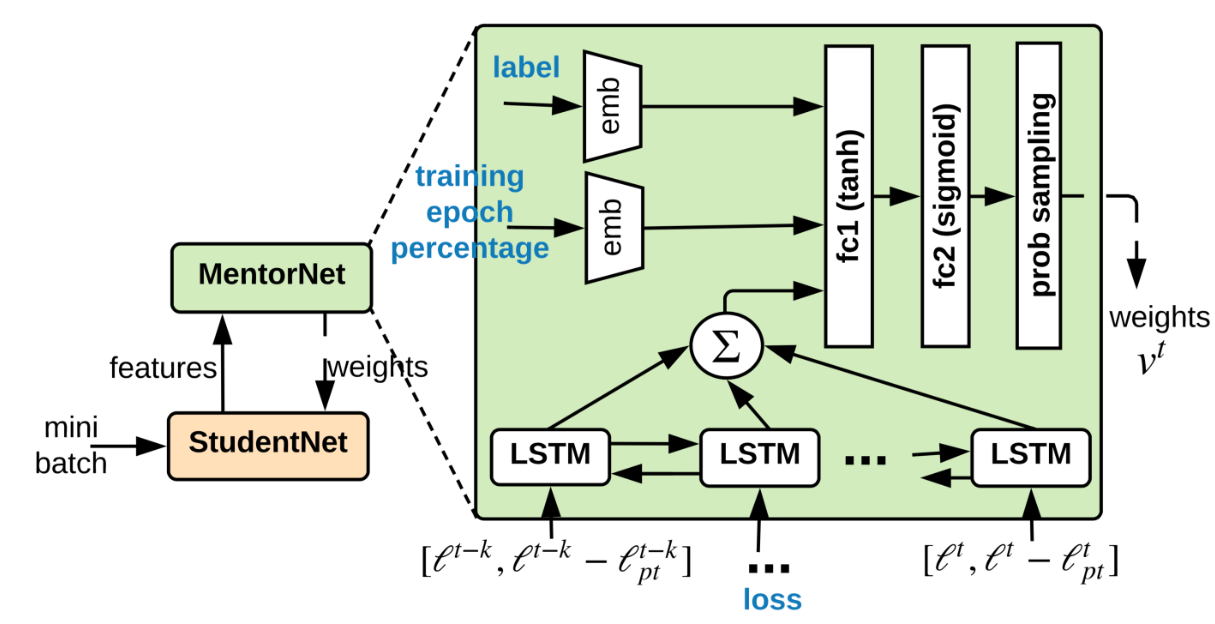 MentorNet
features
weights
mini
batch
StudentNet
label
emb
training
epoch
percentage
emb
fc1 (tanh)
fc2 (sigmoid)
prob sampling
weights
v^t
Σ
LSTM
LSTM
...
LSTM
[ℓ^{t-k}, ℓ^{t-k} − ℓ_{pt}^{t-k}]
...
[ℓ^t, ℓ^t − ℓ_{pt}^t]
loss